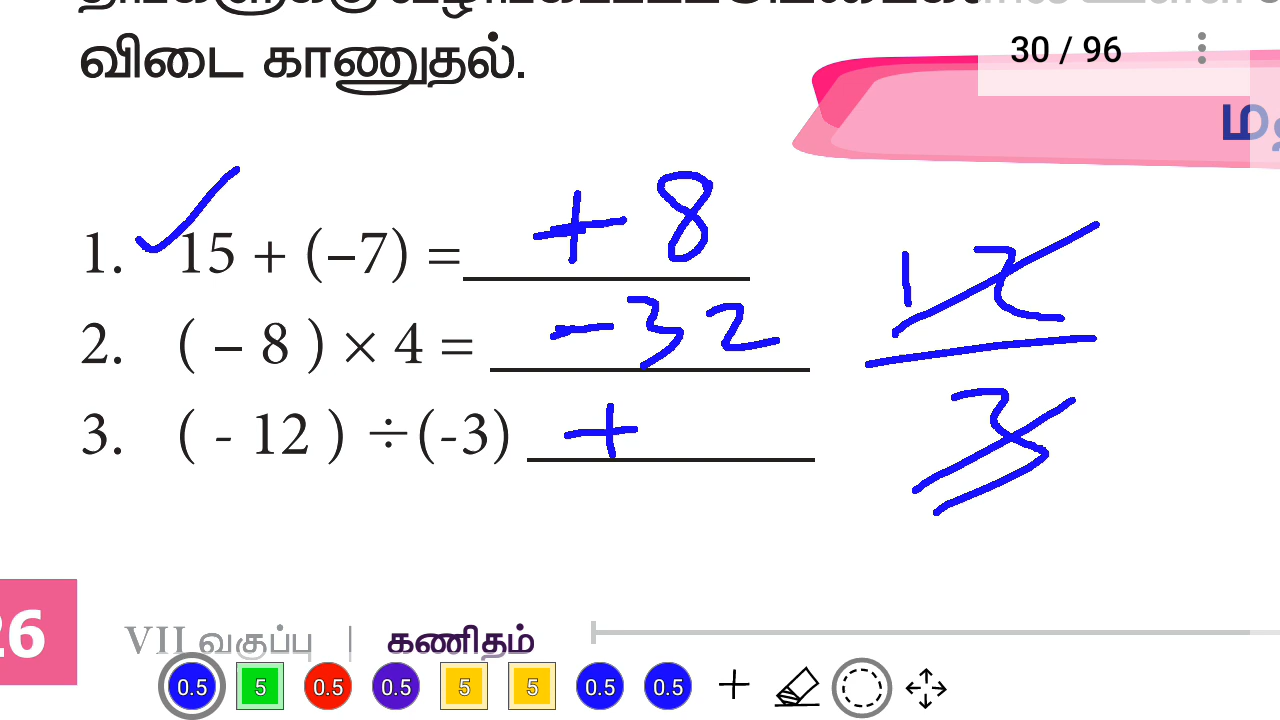 விடை காணுதல்.
30 / 96
1. 15 + (–7) = + 8
2. ( – 8 ) × 4 = – 32
3. ( - 12 ) ÷ (-3) +
12
3
26
VII வகுப்பு | கணிதம்
0.5 5 0.5 0.5 5 5 0.5 0.5